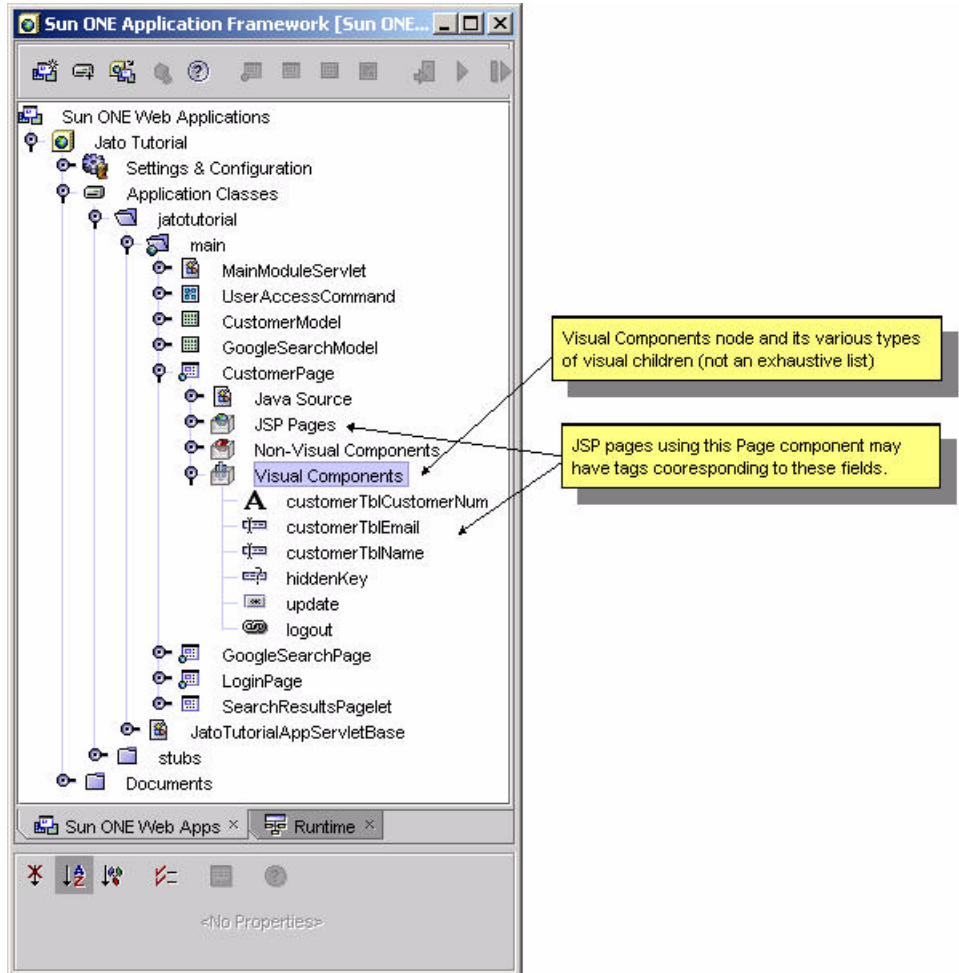 Sun ONE Application Framework [Sun ONE...
Sun ONE Web Applications
Jato Tutorial
Settings & Configuration
Application Classes
jatotutorial
main
MainModuleServlet
UserAccessCommand
CustomerModel
GoogleSearchModel
CustomerPage
Java Source
JSP Pages
Non-Visual Components
Visual Components
A customerTblCustomerNum
customerTblEmail
customerTblName
hiddenKey
update
logout
GoogleSearchPage
LoginPage
SearchResultsPagelet
JatoTutorialAppServletBase
stubs
Documents
Visual Components node and its various types
of visual children (not an exhaustive list)
JSP pages using this Page component may
have tags cooresponding to these fields.
Sun ONE Web Apps
Runtime
<No Properties>